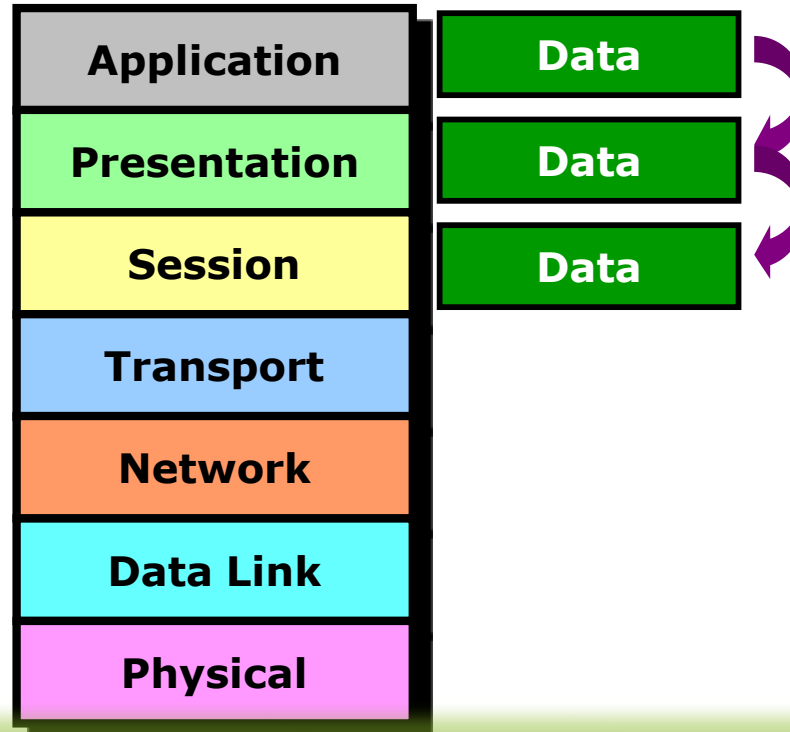 Application
Data
Presentation
Data
Session
Data
Transport
Network
Data Link
Physical